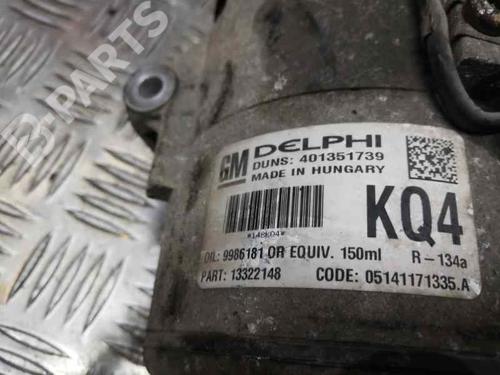 GM DELPHI
DUNS: 401351739
MADE IN HUNGARY
KQ4
*14BK04*
OIL: 9986181 OR EQUIV. 150ml R-134a
PART: 13322148 CODE: 05141171335.A
B-PARTS